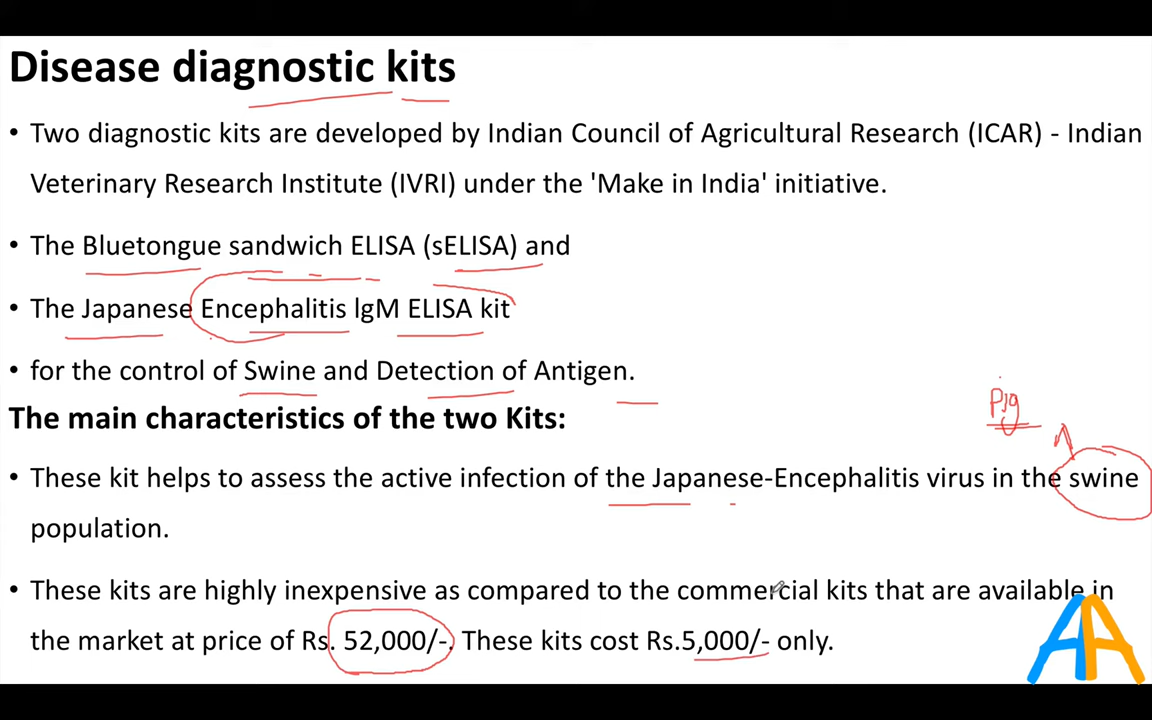 Disease diagnostic kits
• Two diagnostic kits are developed by Indian Council of Agricultural Research (ICAR) - Indian
Veterinary Research Institute (IVRI) under the 'Make in India' initiative.
• The Bluetongue sandwich ELISA (sELISA) and
• The Japanese Encephalitis lgM ELISA kit
• for the control of Swine and Detection of Antigen.
The main characteristics of the two Kits:
Pig
• These kit helps to assess the active infection of the Japanese-Encephalitis virus in the swine
population.
• These kits are highly inexpensive as compared to the commercial kits that are available in
the market at price of Rs. 52,000/-. These kits cost Rs.5,000/- only.
AA